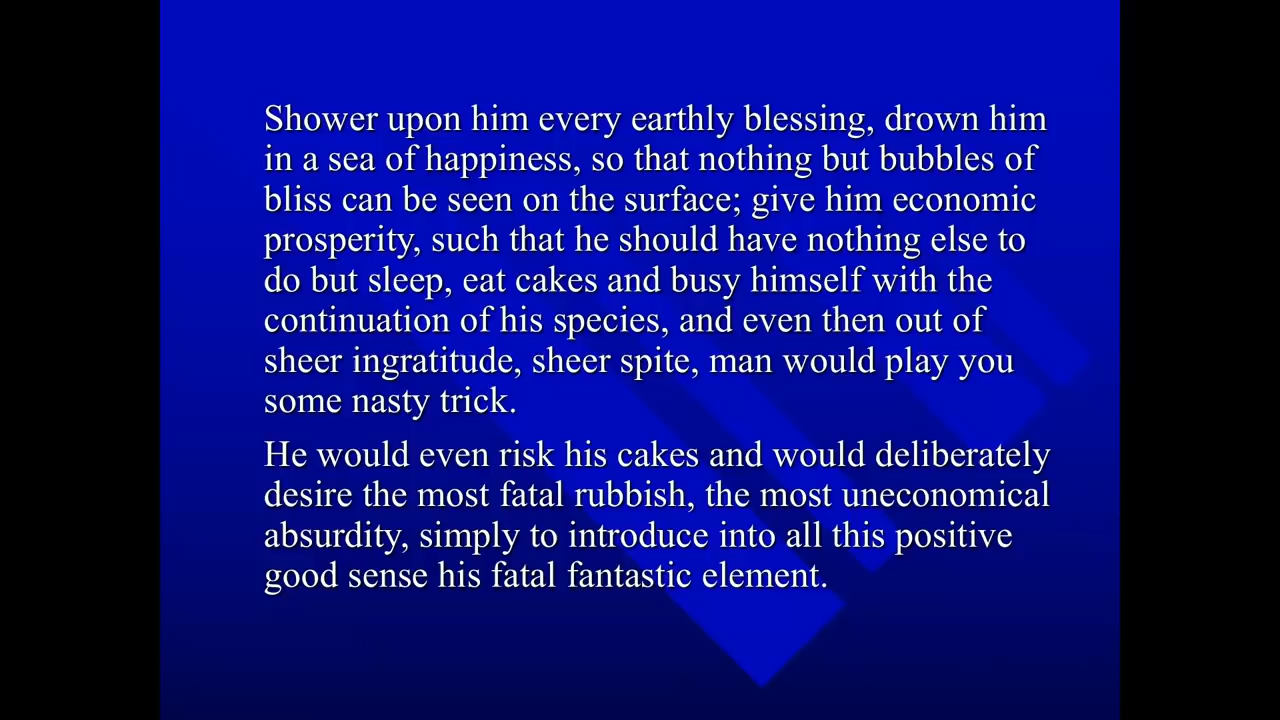 Shower upon him every earthly blessing, drown him
in a sea of happiness, so that nothing but bubbles of
bliss can be seen on the surface; give him economic
prosperity, such that he should have nothing else to
do but sleep, eat cakes and busy himself with the
continuation of his species, and even then out of
sheer ingratitude, sheer spite, man would play you
some nasty trick.
He would even risk his cakes and would deliberately
desire the most fatal rubbish, the most uneconomical
absurdity, simply to introduce into all this positive
good sense his fatal fantastic element.